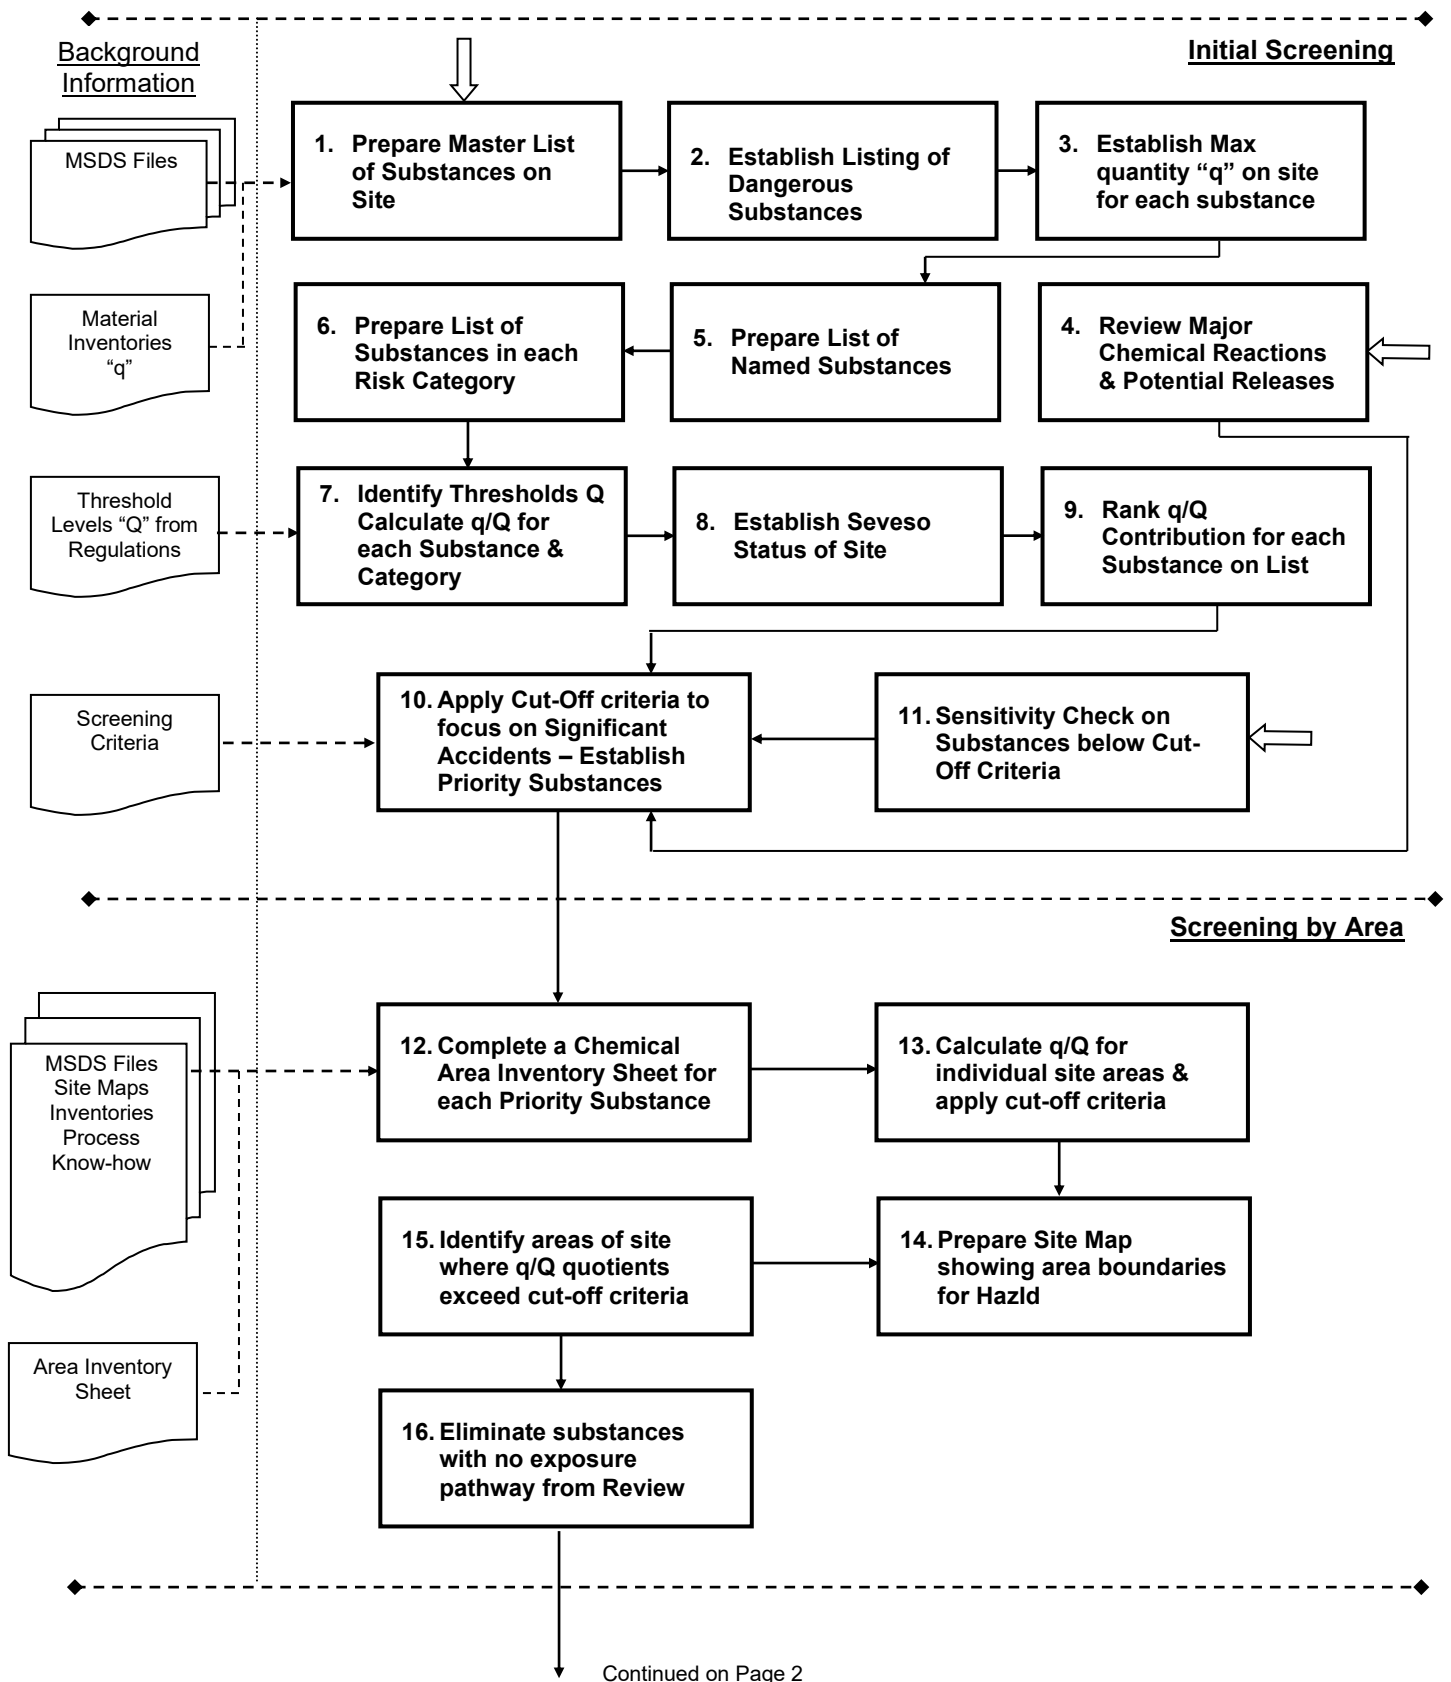 Background
Information
Initial Screening
MSDS Files
1. Prepare Master List
of Substances on
Site
2. Establish Listing of
Dangerous
Substances
3. Establish Max
quantity “q” on site
for each substance
Material
Inventories
“q”
6. Prepare List of
Substances in each
Risk Category
5. Prepare List of
Named Substances
4. Review Major
Chemical Reactions
& Potential Releases
Threshold
Levels “Q” from
Regulations
7. Identify Thresholds Q
Calculate q/Q for
each Substance &
Category
8. Establish Seveso
Status of Site
9. Rank q/Q
Contribution for each
Substance on List
Screening
Criteria
10. Apply Cut-Off criteria to
focus on Significant
Accidents – Establish
Priority Substances
11. Sensitivity Check on
Substances below Cut-
Off Criteria
Screening by Area
MSDS Files
Site Maps
Inventories
Process
Know-how
12. Complete a Chemical
Area Inventory Sheet for
each Priority Substance
13. Calculate q/Q for
individual site areas &
apply cut-off criteria
15. Identify areas of site
where q/Q quotients
exceed cut-off criteria
14. Prepare Site Map
showing area boundaries
for HazId
Area Inventory
Sheet
16. Eliminate substances
with no exposure
pathway from Review
Continued on Page 2